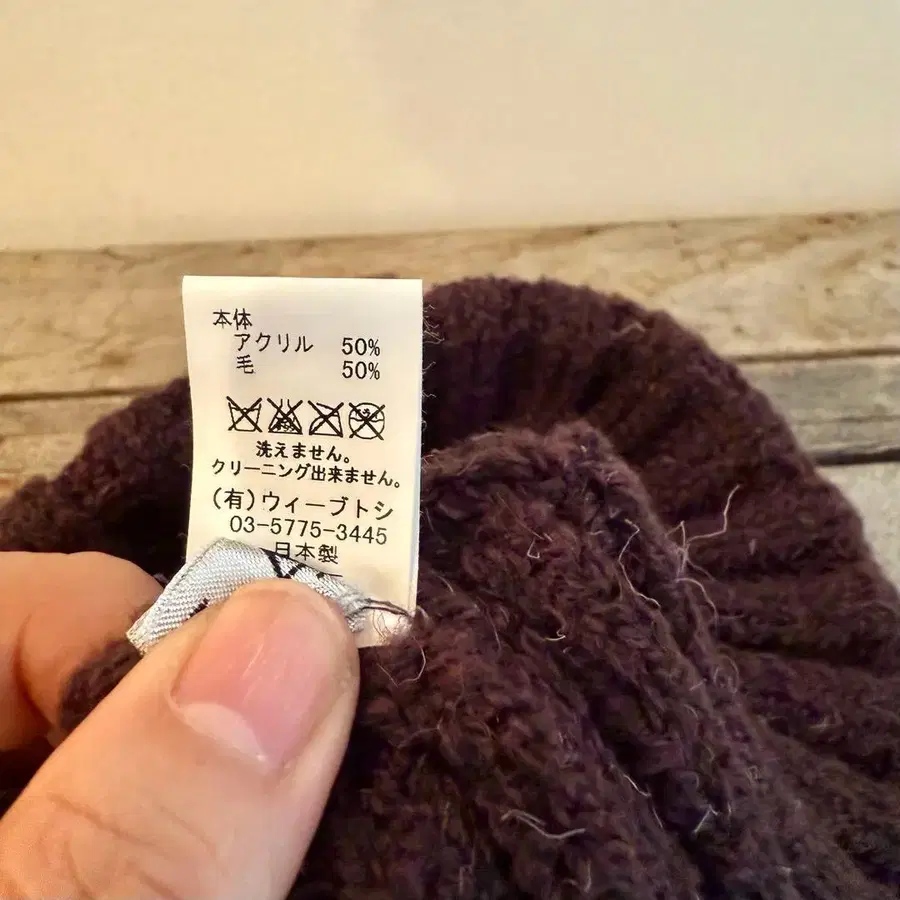 本体
アクリル 50%
毛 50%
洗えません。
クリーニング出来ません。
(有)ウイーブトシ
03-5775-3445
日本製